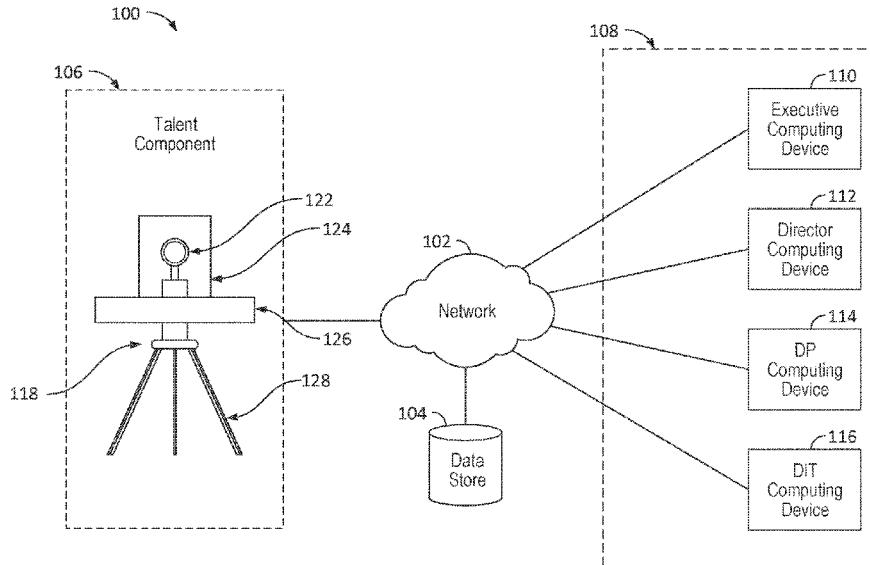 100
106
Talent
Component
122
124
126
118
128
102
Network
104
Data
Store
108
110
Executive
Computing
Device
112
Director
Computing
Device
114
DP
Computing
Device
116
DIT
Computing
Device